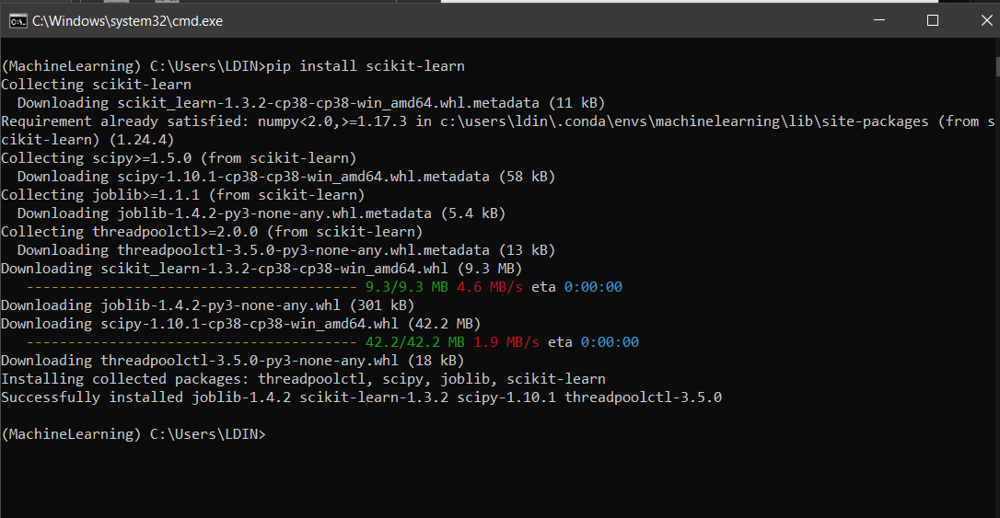 C:\Windows\system32\cmd.exe
(MachineLearning) C:\Users\LDIN>pip install scikit-learn
Collecting scikit-learn
  Downloading scikit_learn-1.3.2-cp38-cp38-win_amd64.whl.metadata (11 kB)
Requirement already satisfied: numpy<2.0,>=1.17.3 in c:\users\ldin\.conda\envs\machinelearning\lib\site-packages (from s
cikit-learn) (1.24.4)
Collecting scipy>=1.5.0 (from scikit-learn)
  Downloading scipy-1.10.1-cp38-cp38-win_amd64.whl.metadata (58 kB)
Collecting joblib>=1.1.1 (from scikit-learn)
  Downloading joblib-1.4.2-py3-none-any.whl.metadata (5.4 kB)
Collecting threadpoolctl>=2.0.0 (from scikit-learn)
  Downloading threadpoolctl-3.5.0-py3-none-any.whl.metadata (13 kB)
Downloading scikit_learn-1.3.2-cp38-cp38-win_amd64.whl (9.3 MB)
   ---------------------------------------- 9.3/9.3 MB 4.6 MB/s eta 0:00:00
Downloading joblib-1.4.2-py3-none-any.whl (301 kB)
Downloading scipy-1.10.1-cp38-cp38-win_amd64.whl (42.2 MB)
   ---------------------------------------- 42.2/42.2 MB 1.9 MB/s eta 0:00:00
Downloading threadpoolctl-3.5.0-py3-none-any.whl (18 kB)
Installing collected packages: threadpoolctl, scipy, joblib, scikit-learn
Successfully installed joblib-1.4.2 scikit-learn-1.3.2 scipy-1.10.1 threadpoolctl-3.5.0
(MachineLearning) C:\Users\LDIN>